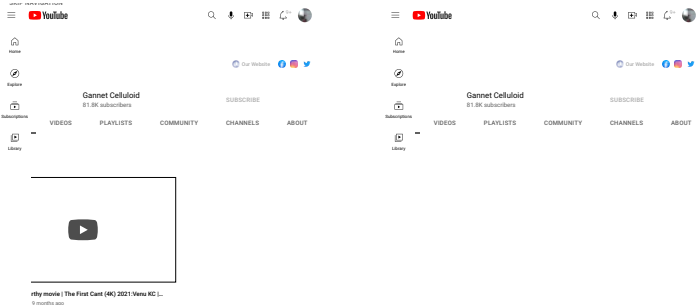 YouTube
YouTube
Home
Home
Our Website
Our Website
Explore
Explore
Gannet Celluloid
81.8K subscribers
SUBSCRIBE
Gannet Celluloid
81.8K subscribers
SUBSCRIBE
Subscriptions
Subscriptions
VIDEOS PLAYLISTS COMMUNITY CHANNELS ABOUT
VIDEOS PLAYLISTS COMMUNITY CHANNELS ABOUT
Library
Library
rthy movie | The First Cant (4K) 2021:Venu KC |...
9 months ago